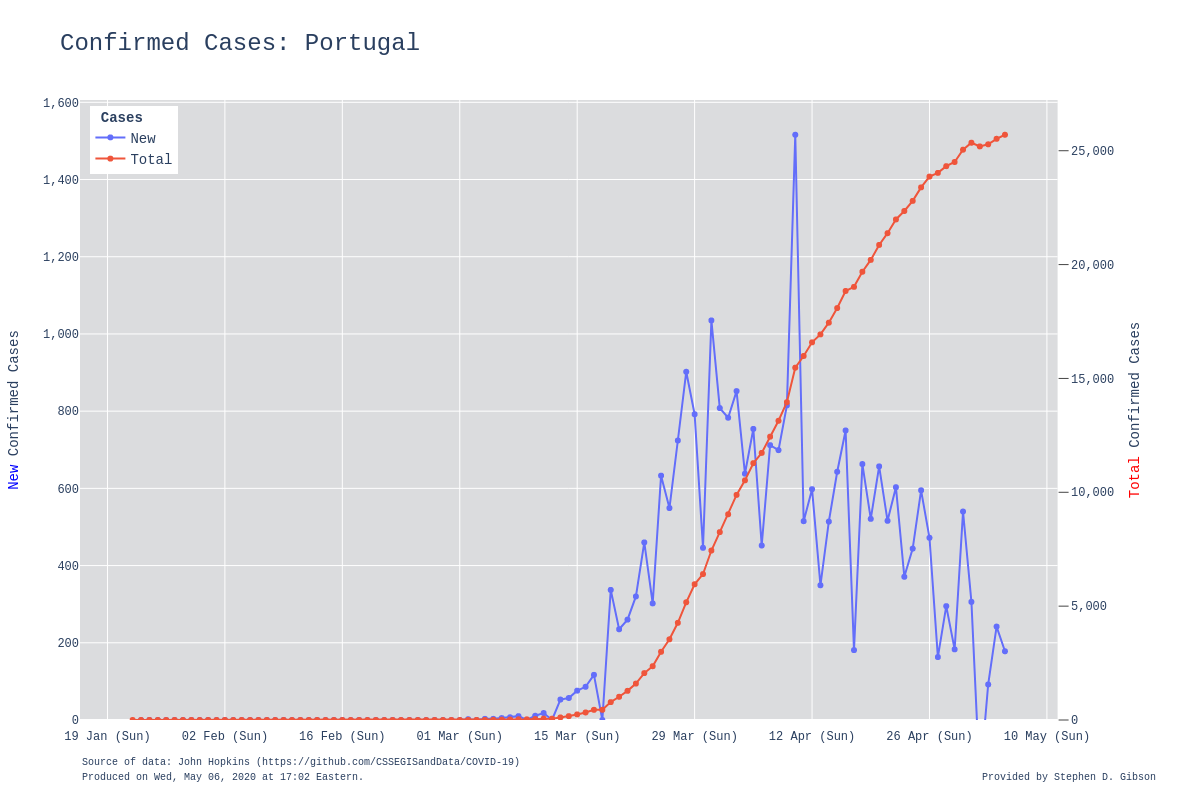 Confirmed Cases: Portugal
Cases
New
Total
1,600
1,400
1,200
1,000
800
600
400
200
0
25,000
20,000
15,000
10,000
5,000
0
New Confirmed Cases
Total Confirmed Cases
19 Jan (Sun)
02 Feb (Sun)
16 Feb (Sun)
01 Mar (Sun)
15 Mar (Sun)
29 Mar (Sun)
12 Apr (Sun)
26 Apr (Sun)
10 May (Sun)
Source of data: John Hopkins (https://github.com/CSSEGISandData/COVID-19)
Produced on Wed, May 06, 2020 at 17:02 Eastern.
Provided by Stephen D. Gibson